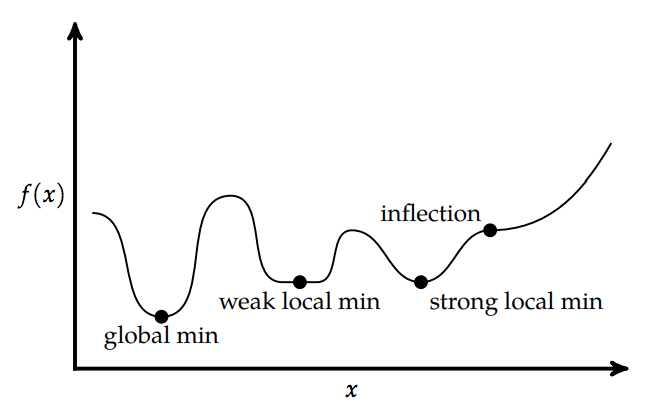 f(x)
inflection
weak local min
strong local min
global min
x